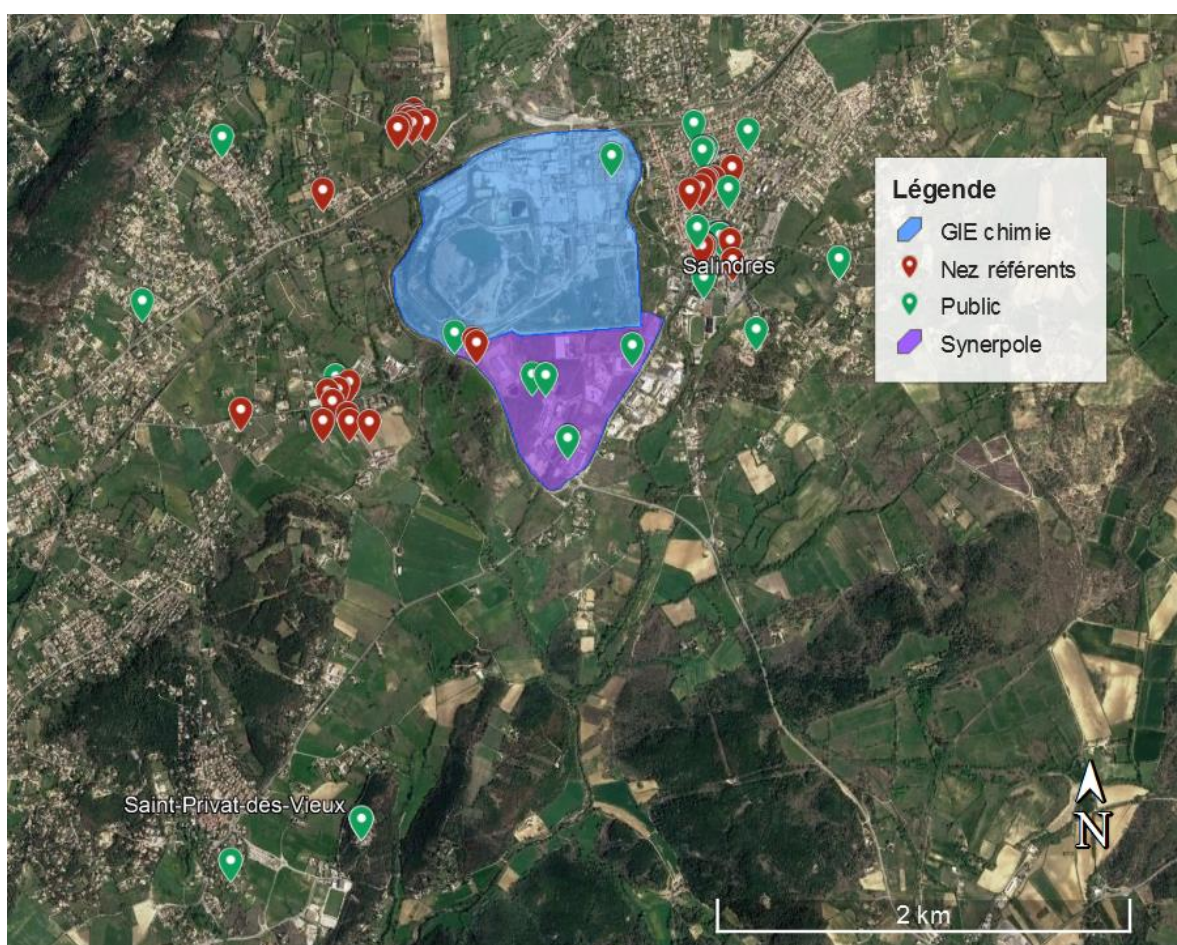 Légende
GIE chimie
Nez référents
Public
Synerpole
Salindres
Saint-Privat-des-Vieux
N
2 km